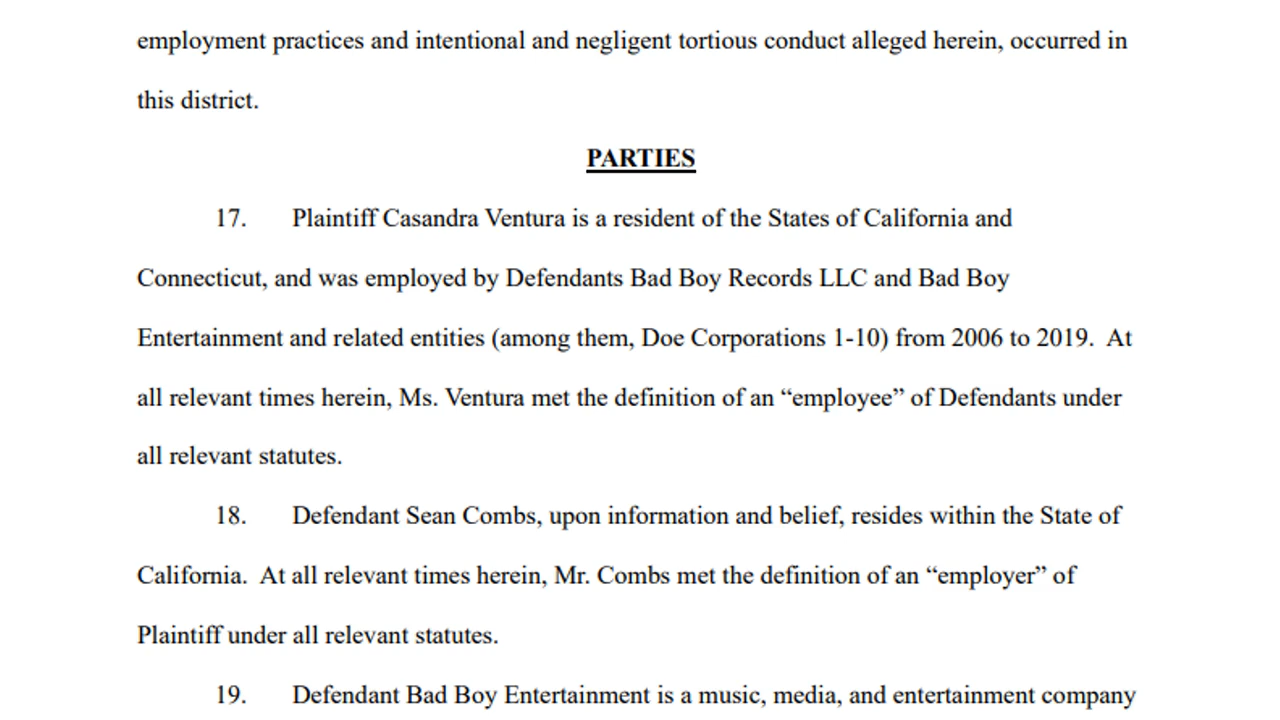 employment practices and intentional and negligent tortious conduct alleged herein, occurred in
this district.
PARTIES
17. Plaintiff Casandra Ventura is a resident of the States of California and
Connecticut, and was employed by Defendants Bad Boy Records LLC and Bad Boy
Entertainment and related entities (among them, Doe Corporations 1-10) from 2006 to 2019.  At
all relevant times herein, Ms. Ventura met the definition of an “employee” of Defendants under
all relevant statutes.
18. Defendant Sean Combs, upon information and belief, resides within the State of
California.  At all relevant times herein, Mr. Combs met the definition of an “employer” of
Plaintiff under all relevant statutes.
19. Defendant Bad Boy Entertainment is a music, media, and entertainment company